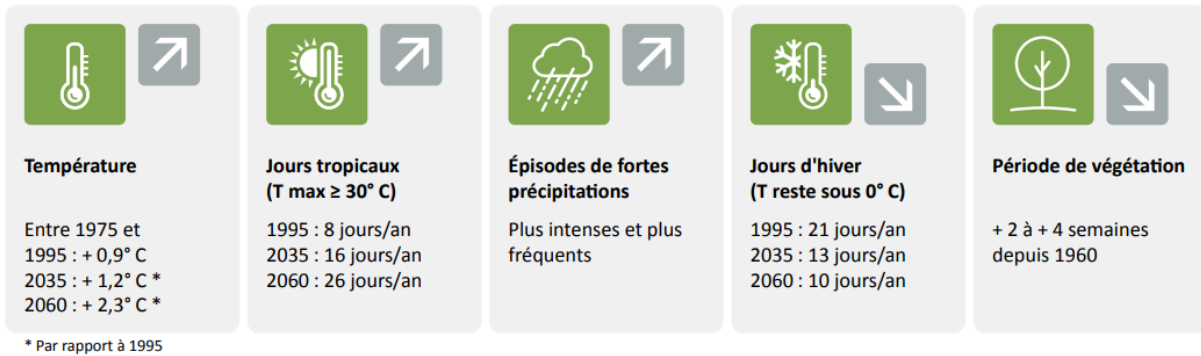 Température
Entre 1975 et
1995 : + 0,9° C
2035 : + 1,2° C *
2060 : + 2,3° C *
Jours tropicaux
(T max ≥ 30° C)
1995 : 8 jours/an
2035 : 16 jours/an
2060 : 26 jours/an
Épisodes de fortes
précipitations
Plus intenses et plus
fréquents
Jours d'hiver
(T reste sous 0° C)
1995 : 21 jours/an
2035 : 13 jours/an
2060 : 10 jours/an
Période de végétation
+ 2 à + 4 semaines
depuis 1960
* Par rapport à 1995